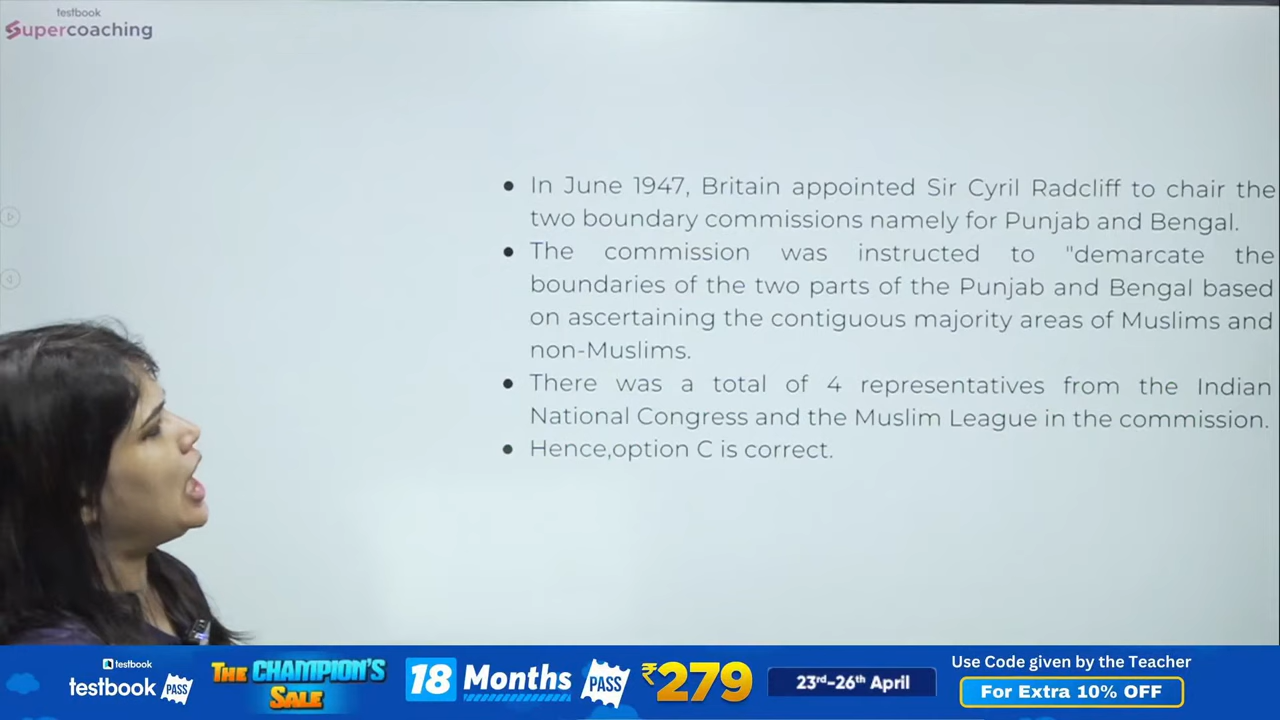 testbook
Supercoaching
• In June 1947, Britain appointed Sir Cyril Radcliff to chair the
two boundary commissions namely for Punjab and Bengal.
• The commission was instructed to "demarcate the
boundaries of the two parts of the Punjab and Bengal based
on ascertaining the contiguous majority areas of Muslims and
non-Muslims.
• There was a total of 4 representatives from the Indian
National Congress and the Muslim League in the commission.
• Hence,option C is correct.
testbook
testbook PASS
THE CHAMPION'S
SALE
18 Months PASS ₹279
23rd-26th April
Use Code given by the Teacher
For Extra 10% OFF